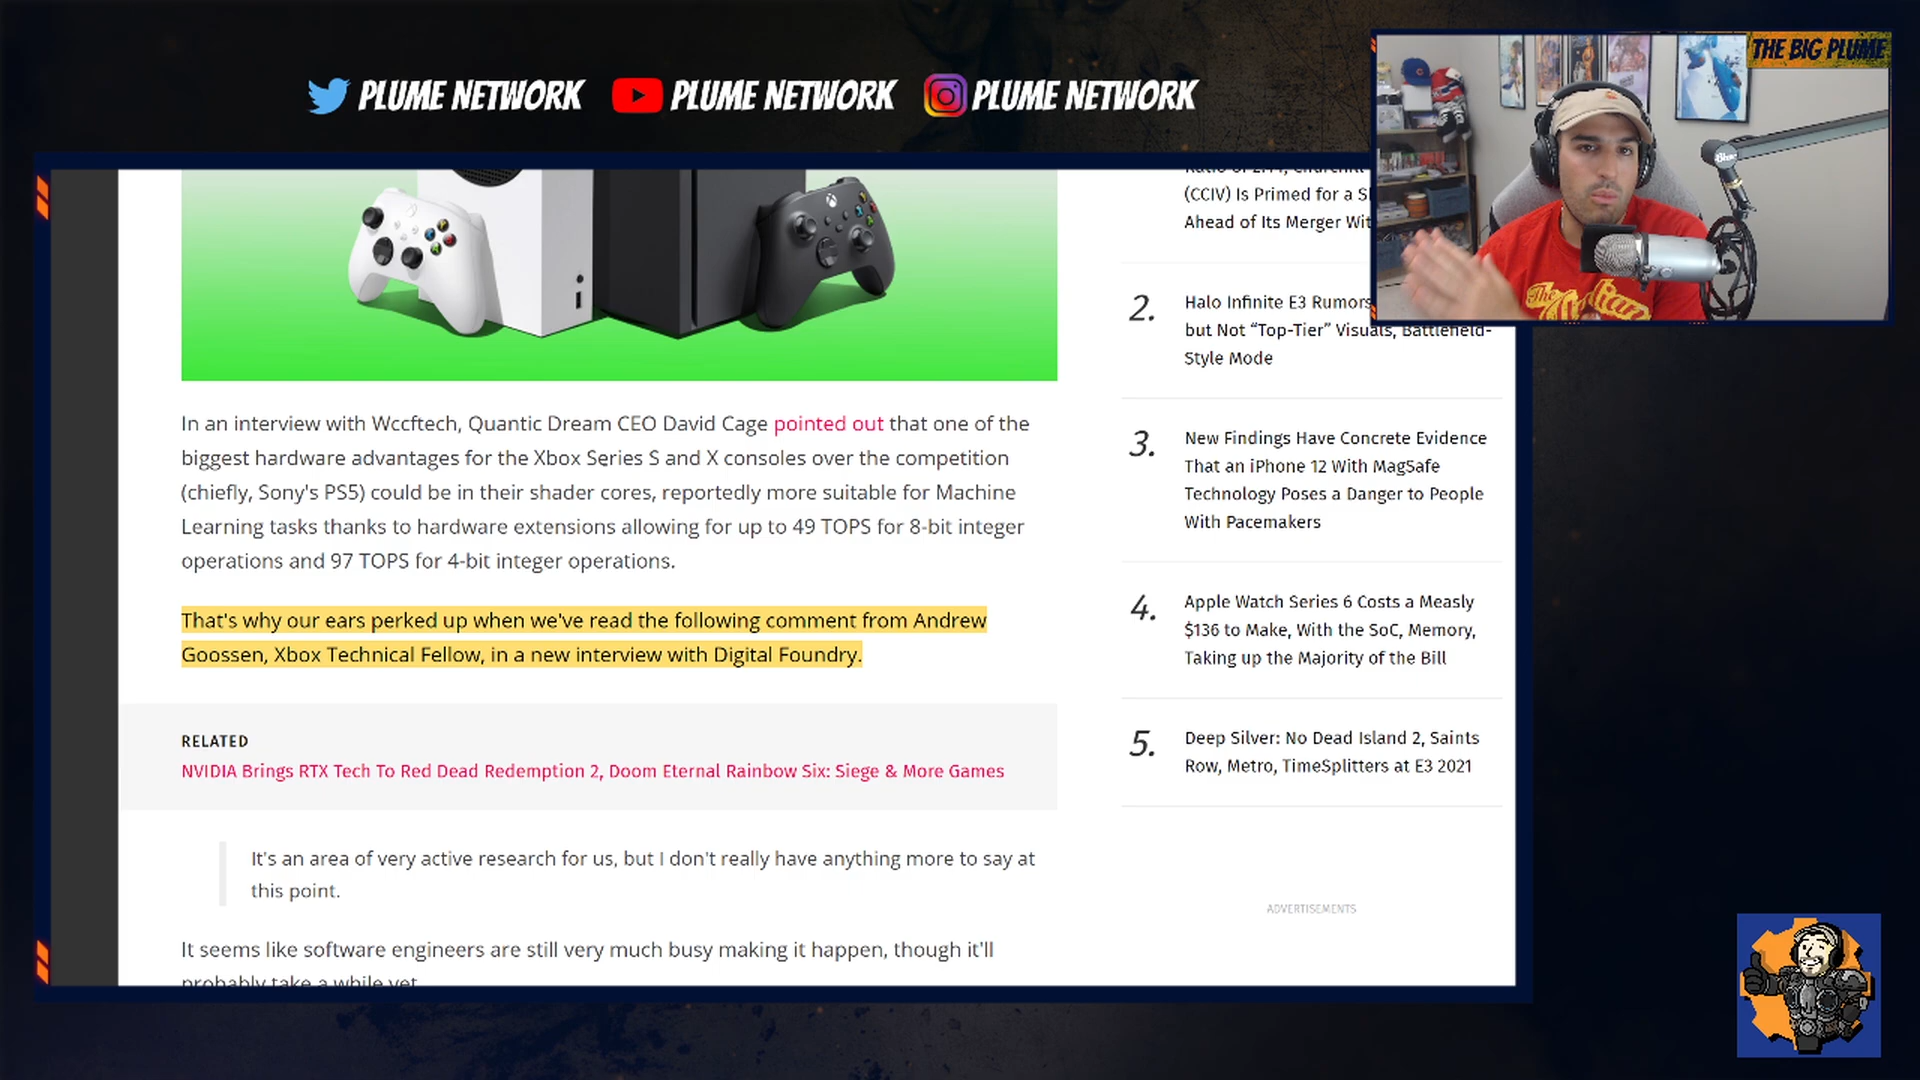 PLUME NETWORK PLUME NETWORK PLUME NETWORK
THE BIG PLUME
In an interview with Wccftech, Quantic Dream CEO David Cage pointed out that one of the
biggest hardware advantages for the Xbox Series S and X consoles over the competition
(chiefly, Sony's PS5) could be in their shader cores, reportedly more suitable for Machine
Learning tasks thanks to hardware extensions allowing for up to 49 TOPS for 8-bit integer
operations and 97 TOPS for 4-bit integer operations.
That's why our ears perked up when we've read the following comment from Andrew
Goossen, Xbox Technical Fellow, in a new interview with Digital Foundry.
RELATED
NVIDIA Brings RTX Tech To Red Dead Redemption 2, Doom Eternal Rainbow Six: Siege & More Games
It's an area of very active research for us, but I don't really have anything more to say at
this point.
It seems like software engineers are still very much busy making it happen, though it'll
probably take a while yet
(CCIV) Is Primed for a
Ahead of Its Merger
2.
Halo Infinite E3 Rumors
but Not “Top-Tier” Visuals, Battlefield-
Style Mode
3.
New Findings Have Concrete Evidence
That an iPhone 12 With MagSafe
Technology Poses a Danger to People
With Pacemakers
4.
Apple Watch Series 6 Costs a Measly
$136 to Make, With the SoC, Memory,
Taking up the Majority of the Bill
5.
Deep Silver: No Dead Island 2, Saints
Row, Metro, TimeSplitters at E3 2021
ADVERTISEMENTS